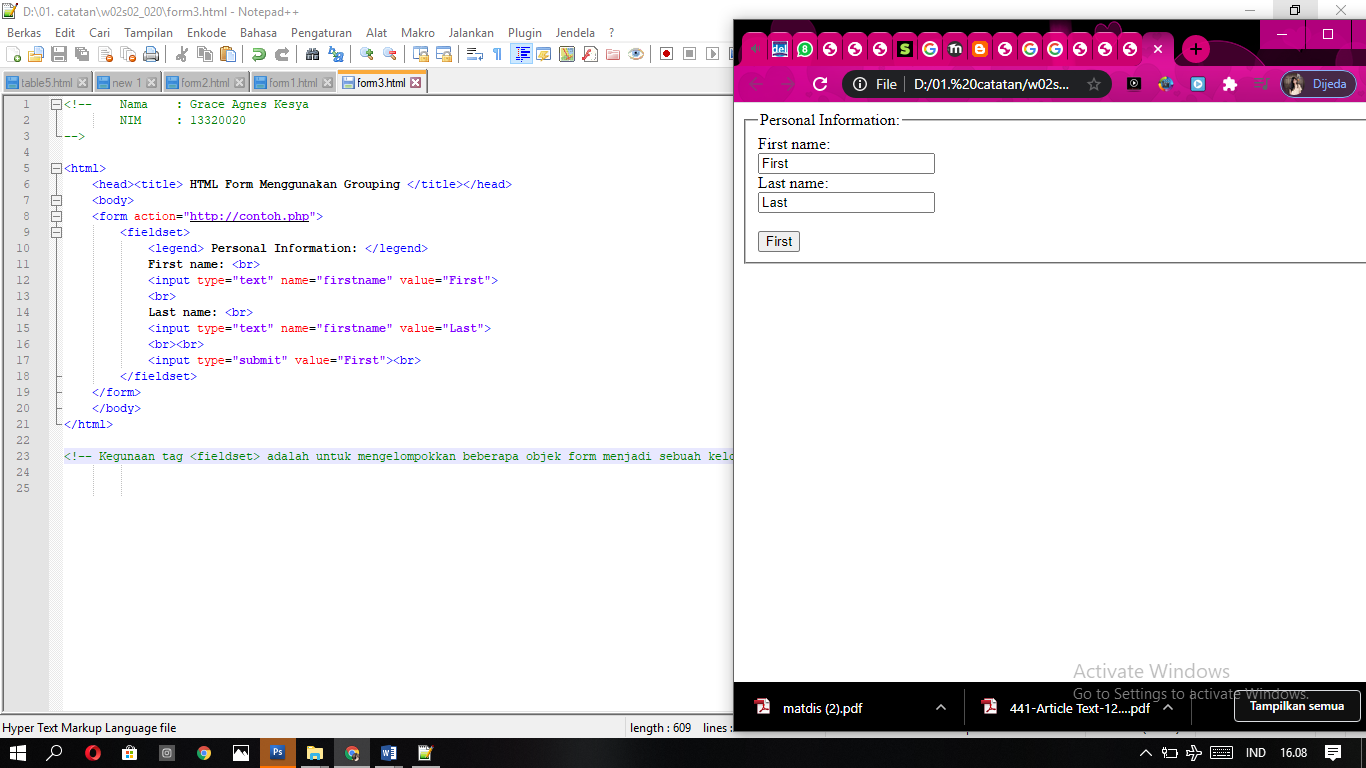 D:\01. catatan\w02s02_020\form3.html - Notepad++
Berkas Edit Cari Tampilan Enkode Bahasa Pengaturan Alat Makro Jalankan Plugin Jendela ?
table5.html new 1 form2.html form1.html form3.html
1 <!-- Nama : Grace Agnes Kesya
2 NIM : 13320020
3 -->
4
5 <html>
6 <head><title> HTML Form Menggunakan Grouping </title></head>
7 <body>
8 <form action="http://contoh.php">
9 <fieldset>
10 <legend> Personal Information: </legend>
11 First name: <br>
12 <input type="text" name="firstname" value="First">
13 <br>
14 Last name: <br>
15 <input type="text" name="firstname" value="Last">
16 <br><br>
17 <input type="submit" value="First"><br>
18 </fieldset>
19 </form>
20 </body>
21 </html>
22
23 <!-- Kegunaan tag <fieldset> adalah untuk mengelompokkan beberapa objek form menjadi sebuah kelo
24
25
Hyper Text Markup Language file length : 609 lines :
File D:/01.%20catatan/w02s... Dijeda
Personal Information:
First name:
First
Last name:
Last
First
Activate Windows
Go to Settings to activate Windows.
matdis (2).pdf 441-Article Text-12....pdf Tampilkan semua
IND 16.08